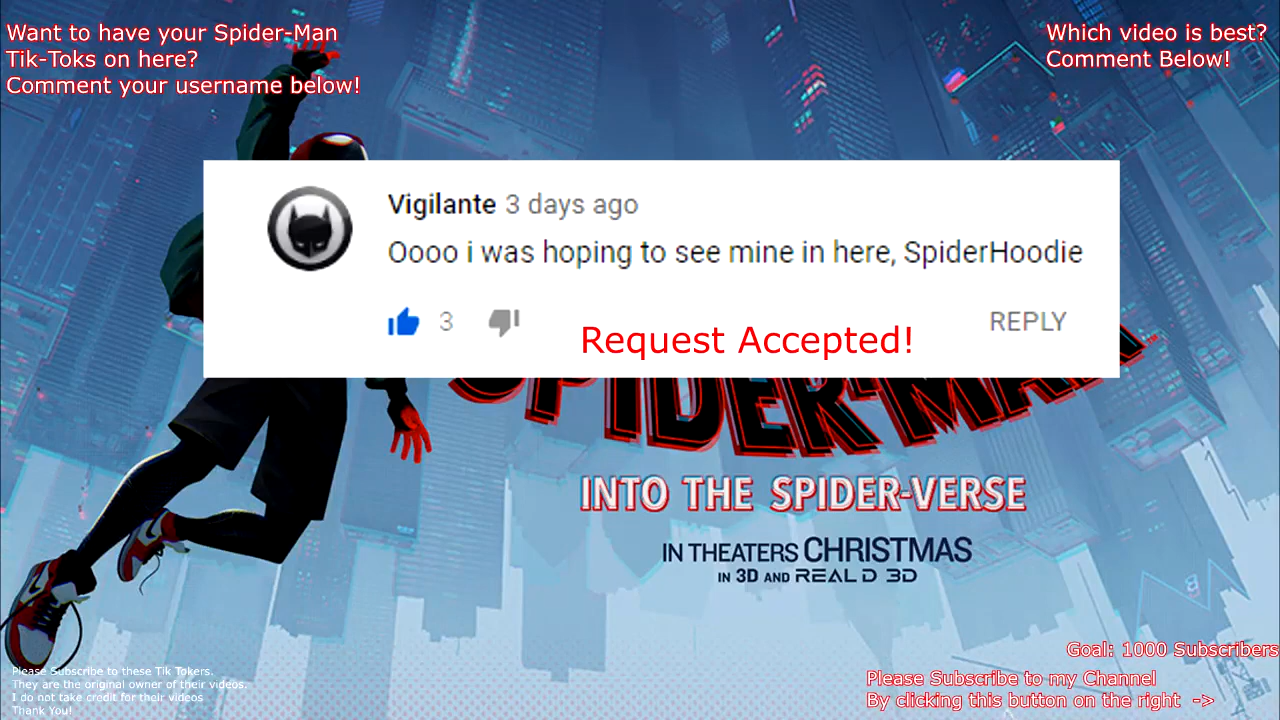 Want to have your Spider-Man
Tik-Toks on here?
Comment your username below!
Which video is best?
Comment Below!
Vigilante 3 days ago
Oooo i was hoping to see mine in here, SpiderHoodie
3
REPLY
Request Accepted!
SPIDER-MAN
INTO THE SPIDER-VERSE
IN THEATERS CHRISTMAS
IN 3D AND REAL D 3D
Goal: 1000 Subscribers
Please Subscribe to my Channel
By clicking this button on the right ->
Please Subscribe to these Tik Tokers.
They are the original owner of their videos.
I do not take credit for their videos
Thank You!